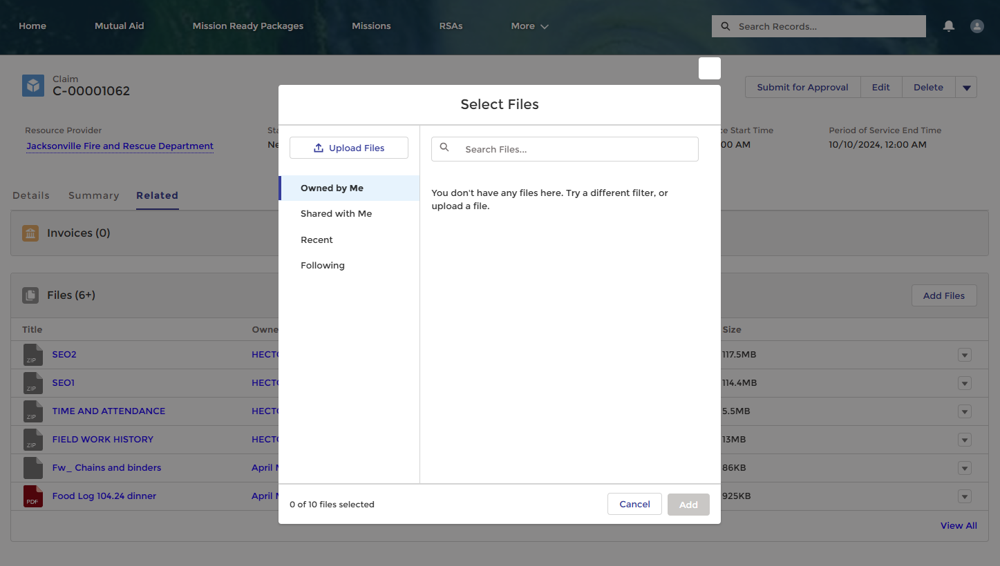 Home Mutual Aid Mission Ready Packages Missions RSAs More Search Records...
Claim
C-00001062
Submit for Approval Edit Delete
Resource Provider
Jacksonville Fire and Rescue Department
Start Time
00 AM
Period of Service End Time
10/10/2024, 12:00 AM
Details Summary Related
Invoices (0)
Files (6+)
Add Files
Title Size
ZIP SEO2 HECT 117.5MB
ZIP SEO1 HECT 114.4MB
ZIP TIME AND ATTENDANCE HECT 5.5MB
ZIP FIELD WORK HISTORY HECT 13MB
Fw_ Chains and binders April 86KB
PDF Food Log 104.24 dinner April 925KB
View All
Select Files
Upload Files
Search Files...
Owned by Me
Shared with Me
Recent
Following
You don't have any files here. Try a different filter, or
upload a file.
0 of 10 files selected
Cancel Add